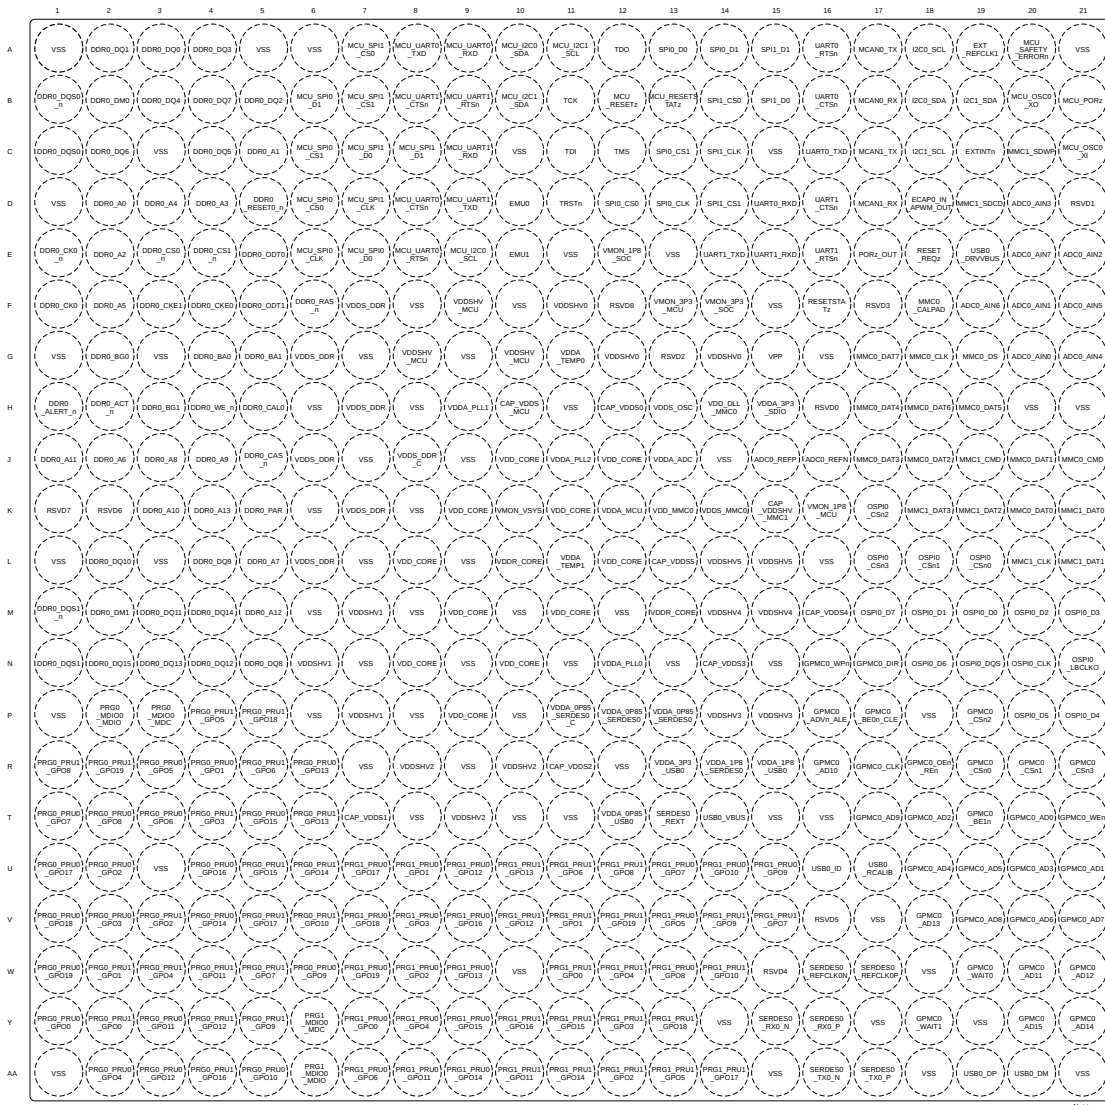 1 2 3 4 5 6 7 8 9 10 11 12 13 14 15 16 17 18 19 20 21
A VSS DDR0_DQ1 DDR0_DQ0 DDR0_DQ3 VSS VSS MCU_SPI1_CS0 MCU_UART0_TXD MCU_UART0_RXD MCU_I2C0_SDA MCU_I2C1_SCL TDO SPI0_D0 SPI0_D1 SPI1_D1 UART0_RTSn MCAN0_TX I2C0_SCL EXT_REFCLK1 MCU_SAFETY_ERRORn VSS
B DDR0_DQS0_n DDR0_DM0 DDR0_DQ4 DDR0_DQ7 DDR0_DQ2 MCU_SPI0_D1 MCU_SPI1_CS1 MCU_UART1_CTSn MCU_UART1_RTSn MCU_I2C1_SDA TCK MCU_RESETz MCU_RESETSTATz SPI1_CS0 SPI1_D0 UART0_CTSn MCAN0_RX I2C0_SDA I2C1_SDA MCU_OSC0_XO MCU_PORz
C DDR0_DQS0 DDR0_DQ6 VSS DDR0_DQ5 DDR0_A1 MCU_SPI0_CS1 MCU_SPI1_D0 MCU_SPI1_D1 MCU_UART1_RXD VSS TDI TMS SPI0_CS1 SPI1_CLK VSS UART0_TXD MCAN1_TX I2C1_SCL EXTINTn MMC1_SDWP MCU_OSC0_XI
D VSS DDR0_A0 DDR0_A4 DDR0_A3 DDR0_RESET0_n MCU_SPI0_CS0 MCU_SPI1_CLK MCU_UART0_CTSn MCU_UART1_TXD EMU0 TRSTn SPI0_CS0 SPI0_CLK SPI1_CS1 UART0_RXD UART1_CTSn MCAN1_RX ECAP0_IN_APWM_OUT MMC1_SDCD ADC0_AIN3 RSVD1
E DDR0_CK0_n DDR0_A2 DDR0_CS0_n DDR0_CS1_n DDR0_ODT0 MCU_SPI0_CLK MCU_SPI0_D0 MCU_UART0_RTSn MCU_I2C0_SCL EMU1 VSS VMON_1P8_SOC VSS UART1_TXD UART1_RXD UART1_RTSn PORz_OUT RESET_REQz USB0_DRVVBUS ADC0_AIN7 ADC0_AIN2
F DDR0_CK0 DDR0_A5 DDR0_CKE1 DDR0_CKE0 DDR0_ODT1 DDR0_RAS_n VDDS_DDR VSS VDDSHV_MCU VSS VDDSHV0 RSVD8 VMON_3P3_MCU VMON_3P3_SOC VSS RESETSTATz RSVD3 MMC0_CALPAD ADC0_AIN6 ADC0_AIN1 ADC0_AIN5
G VSS DDR0_BG0 VSS DDR0_BA0 DDR0_BA1 VDDS_DDR VSS VDDSHV_MCU VSS VDDSHV_MCU VDDA_TEMP0 VDDSHV0 RSVD2 VDDSHV0 VPP VSS MMC0_DAT7 MMC0_CLK MMC0_DS ADC0_AIN0 ADC0_AIN4
H DDR0_ALERT_n DDR0_ACT_n DDR0_BG1 DDR0_WE_n DDR0_CAL0 VSS VDDS_DDR VSS VDDA_PLL1 CAP_VDDS_MCU VSS CAP_VDDS0 VDDS_OSC VDD_DLL_MMC0 VDDA_3P3_SDIO RSVD0 MMC0_DAT4 MMC0_DAT6 MMC0_DAT5 VSS VSS
J DDR0_A11 DDR0_A6 DDR0_A8 DDR0_A9 DDR0_CAS_n VDDS_DDR VSS VDDS_DDR_C VSS VDD_CORE VDDA_PLL2 VDD_CORE VDDA_ADC VSS ADC0_REFP ADC0_REFN MMC0_DAT3 MMC0_DAT2 MMC1_CMD MMC0_DAT1 MMC0_CMD
K RSVD7 RSVD6 DDR0_A10 DDR0_A13 DDR0_PAR VSS VDDS_DDR VSS VDD_CORE VMON_VSYS VDD_CORE VDDA_MCU VDD_MMC0 VDDS_MMC0 CAP_VDDSHV_MMC1 VMON_1P8_MCU OSPI0_CSn2 MMC1_DAT3 MMC1_DAT2 MMC0_DAT0 MMC1_DAT0
L VSS DDR0_DQ10 VSS DDR0_DQ9 DDR0_A7 VDDS_DDR VSS VDD_CORE VSS VDDR_CORE VDDA_TEMP1 VDD_CORE CAP_VDDS5 VDDSHV5 VDDSHV5 VSS OSPI0_CSn3 OSPI0_CSn1 OSPI0_CSn0 MMC1_CLK MMC1_DAT1
M DDR0_DQS1_n DDR0_DM1 DDR0_DQ11 DDR0_DQ14 DDR0_A12 VSS VDDSHV1 VSS VDD_CORE VSS VDD_CORE VSS VDDR_CORE VDDSHV4 VDDSHV4 CAP_VDDS4 OSPI0_D7 OSPI0_D1 OSPI0_D0 OSPI0_D2 OSPI0_D3
N DDR0_DQS1 DDR0_DQ15 DDR0_DQ13 DDR0_DQ12 DDR0_DQ8 VDDSHV1 VSS VDD_CORE VSS VDD_CORE VSS VDDA_PLL0 VSS CAP_VDDS3 VSS GPMC0_WPn GPMC0_DIR OSPI0_D6 OSPI0_DQS OSPI0_CLK OSPI0_LBCLKO
P VSS PRG0_MDIO0_MDIO PRG0_MDIO0_MDC PRG0_PRU1_GPO5 PRG0_PRU1_GPO18 VSS VDDSHV1 VSS VDD_CORE VSS VDDA_0P85_SERDES0_C VDDA_0P85_SERDES0 VDDA_0P85_SERDES0 VDDSHV3 VDDSHV3 GPMC0_ADVn_ALE GPMC0_BE0n_CLE VSS GPMC0_CSn2 OSPI0_D5 OSPI0_D4
R PRG0_PRU1_GPO8 PRG0_PRU1_GPO19 PRG0_PRU0_GPO5 PRG0_PRU0_GPO1 PRG0_PRU1_GPO6 PRG0_PRU0_GPO13 VSS VDDSHV2 VSS VDDSHV2 CAP_VDDS2 VSS VDDA_3P3_USB0 VDDA_1P8_SERDES0 VDDA_1P8_USB0 GPMC0_AD10 GPMC0_CLK GPMC0_OEn_REn GPMC0_CSn0 GPMC0_CSn1 GPMC0_CSn3
T PRG0_PRU0_GPO7 PRG0_PRU0_GPO8 PRG0_PRU0_GPO6 PRG0_PRU1_GPO3 PRG0_PRU0_GPO15 PRG0_PRU1_GPO13 CAP_VDDS1 VSS VDDSHV2 VSS VSS VDDA_0P85_USB0 SERDES0_REXT USB0_VBUS VSS VSS GPMC0_AD9 GPMC0_AD2 GPMC0_BE1n GPMC0_AD0 GPMC0_WEn
U PRG0_PRU0_GPO17 PRG0_PRU0_GPO2 VSS PRG0_PRU0_GPO16 PRG0_PRU1_GPO15 PRG0_PRU1_GPO14 PRG1_PRU0_GPO17 PRG1_PRU1_GPO3 PRG1_PRU0_GPO12 PRG1_PRU1_GPO13 PRG1_PRU1_GPO6 PRG1_PRU1_GPO8 PRG1_PRU0_GPO7 PRG1_PRU1_GPO10 PRG1_PRU0_GPO9 USB0_ID USB0_RCALIB GPMC0_AD4 GPMC0_AD5 GPMC0_AD3 GPMC0_AD1
V PRG0_PRU0_GPO18 PRG0_PRU0_GPO3 PRG0_PRU1_GPO2 PRG0_PRU0_GPO14 PRG0_PRU1_GPO17 PRG0_PRU1_GPO10 PRG1_PRU0_GPO18 PRG1_PRU0_GPO3 PRG1_PRU0_GPO16 PRG1_PRU1_GPO12 PRG1_PRU1_GPO1 PRG1_PRU1_GPO19 PRG1_PRU0_GPO5 PRG1_PRU1_GPO9 PRG1_PRU1_GPO7 RSVD5 VSS GPMC0_AD13 GPMC0_AD8 GPMC0_AD6 GPMC0_AD7
W PRG0_PRU0_GPO19 PRG0_PRU1_GPO1 PRG0_PRU1_GPO4 PRG0_PRU1_GPO11 PRG0_PRU1_GPO7 PRG0_PRU0_GPO9 PRG1_PRU0_GPO19 PRG1_PRU0_GPO2 PRG1_PRU0_GPO13 VSS PRG1_PRU1_GPO0 PRG1_PRU1_GPO4 PRG1_PRU0_GPO8 PRG1_PRU0_GPO10 RSVD4 SERDES0_REFCLK0N SERDES0_REFCLK0P VSS GPMC0_WAIT0 GPMC0_AD11 GPMC0_AD12
Y PRG0_PRU0_GPO0 PRG0_PRU1_GPO0 PRG0_PRU0_GPO11 PRG0_PRU1_GPO12 PRG0_PRU1_GPO9 PRG1_MDIO0_MDC PRG1_PRU0_GPO0 PRG1_PRU0_GPO4 PRG1_PRU0_GPO15 PRG1_PRU1_GPO16 PRG1_PRU1_GPO15 PRG1_PRU1_GPO3 PRG1_PRU1_GPO18 VSS SERDES0_RX0_N SERDES0_RX0_P VSS GPMC0_WAIT1 VSS GPMC0_AD15 GPMC0_AD14
AA VSS PRG0_PRU0_GPO4 PRG0_PRU0_GPO12 PRG0_PRU1_GPO16 PRG0_PRU0_GPO10 PRG1_MDIO0_MDIO PRG1_PRU0_GPO6 PRG1_PRU0_GPO11 PRG1_PRU0_GPO14 PRG1_PRU1_GPO11 PRG1_PRU1_GPO14 PRG1_PRU1_GPO2 PRG1_PRU1_GPO5 PRG1_PRU1_GPO17 VSS SERDES0_TX0_N SERDES0_TX0_P VSS USB0_DP USB0_DM VSS